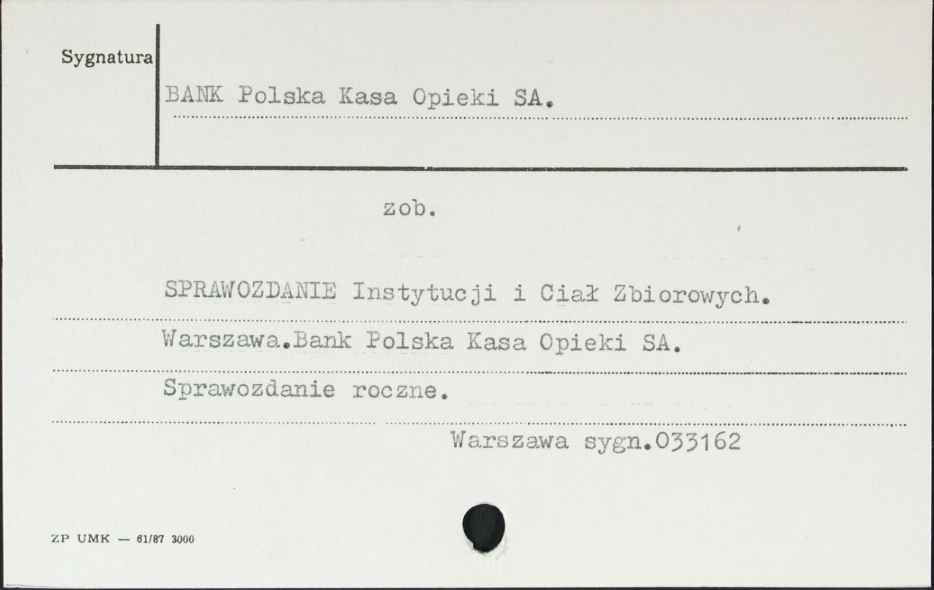 Sygnatura
BANK Polska Kasa Opieki SA.
zob.
SPRAWOZDANIE Instytucji i Ciał Zbiorowych.
Warszawa.Bank Polska Kasa Opieki SA.
Sprawozdanie roczne.
Warszawa sygn.033162
ZP UMK — 61/87 3000